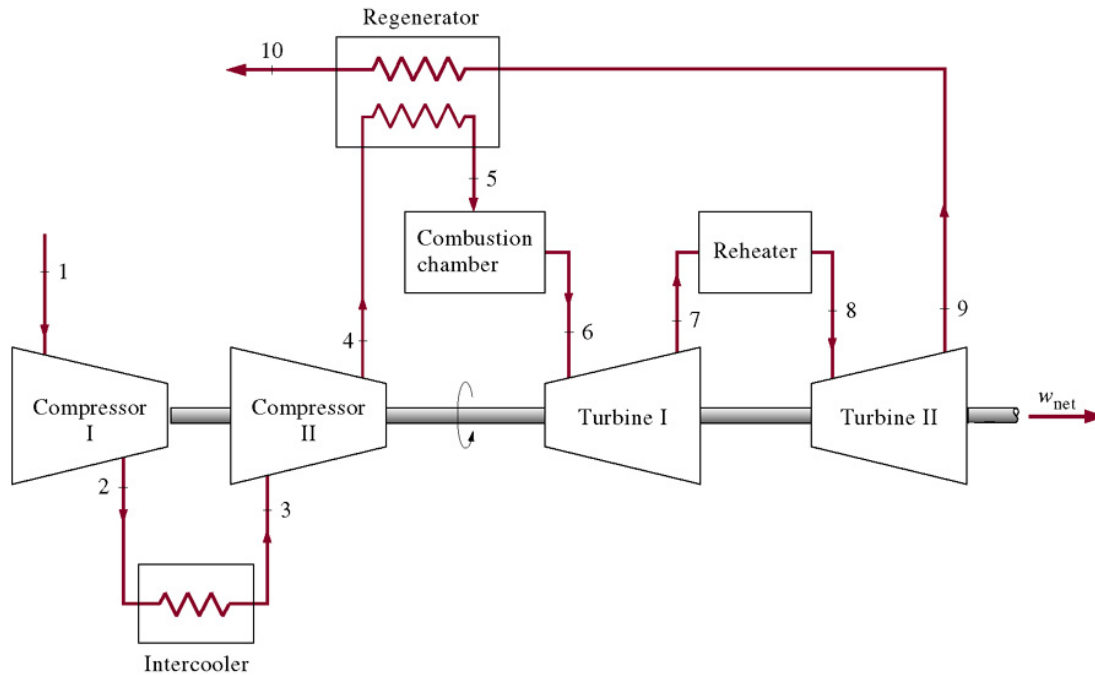 Regenerator
10
5
Combustion
chamber
Reheater
1
4
6
7
8
9
Compressor
I
Compressor
II
Turbine I
Turbine II
wnet
2
3
Intercooler